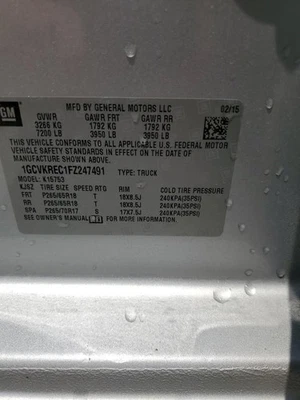 GM
MFD BY GENERAL MOTORS LLC 02/15
GVWR GAWR FRT GAWR RR
3266 KG 1792 KG 1792 KG
7200 LB 3950 LB 3950 LB
THIS VEHICLE CONFORMS TO ALL APPLICABLE U.S. FEDERAL MOTOR
VEHICLE SAFETY STANDARDS IN EFFECT ON THE DATE OF
MANUFACTURE SHOWN ABOVE.
1GCVKREC1FZ247491 TYPE: TRUCK
MODEL: K15753
TIRE SIZE SPEED RTG RIM COLD TIRE PRESSURE
FRT P265/65R18 T 18X8.5J 240KPA(35PSI)
RR P265/65R18 T 18X8.5J 240KPA(35PSI)
SPA P265/70R17 S 17X7.5J 240KPA(35PSI)
SEE OWNER'S MANUAL FOR MORE INFORMATION.